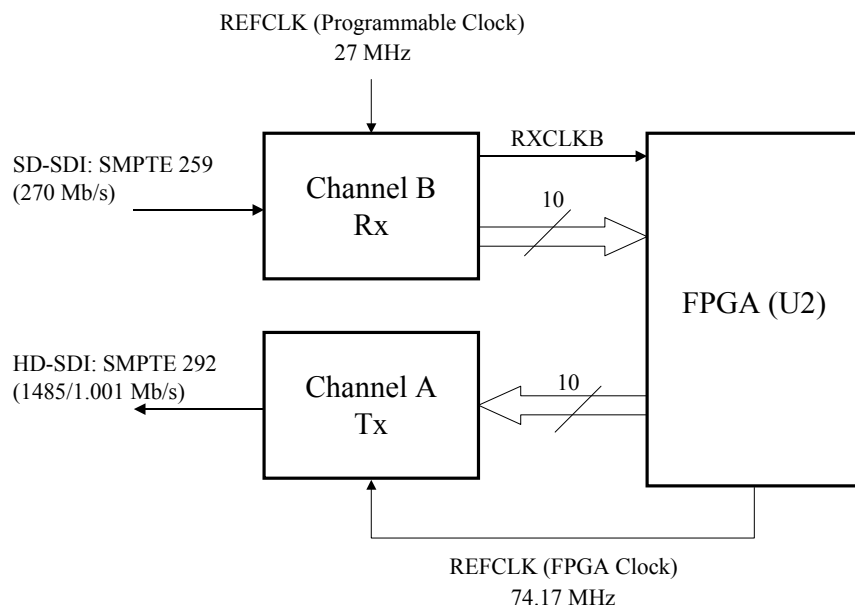 REFCLK (Programmable Clock)
27 MHz
SD-SDI: SMPTE 259
(270 Mb/s)
Channel B
Rx
RXCLKB
10
FPGA (U2)
HD-SDI: SMPTE 292
(1485/1.001 Mb/s)
Channel A
Tx
10
REFCLK (FPGA Clock)
74.17 MHz